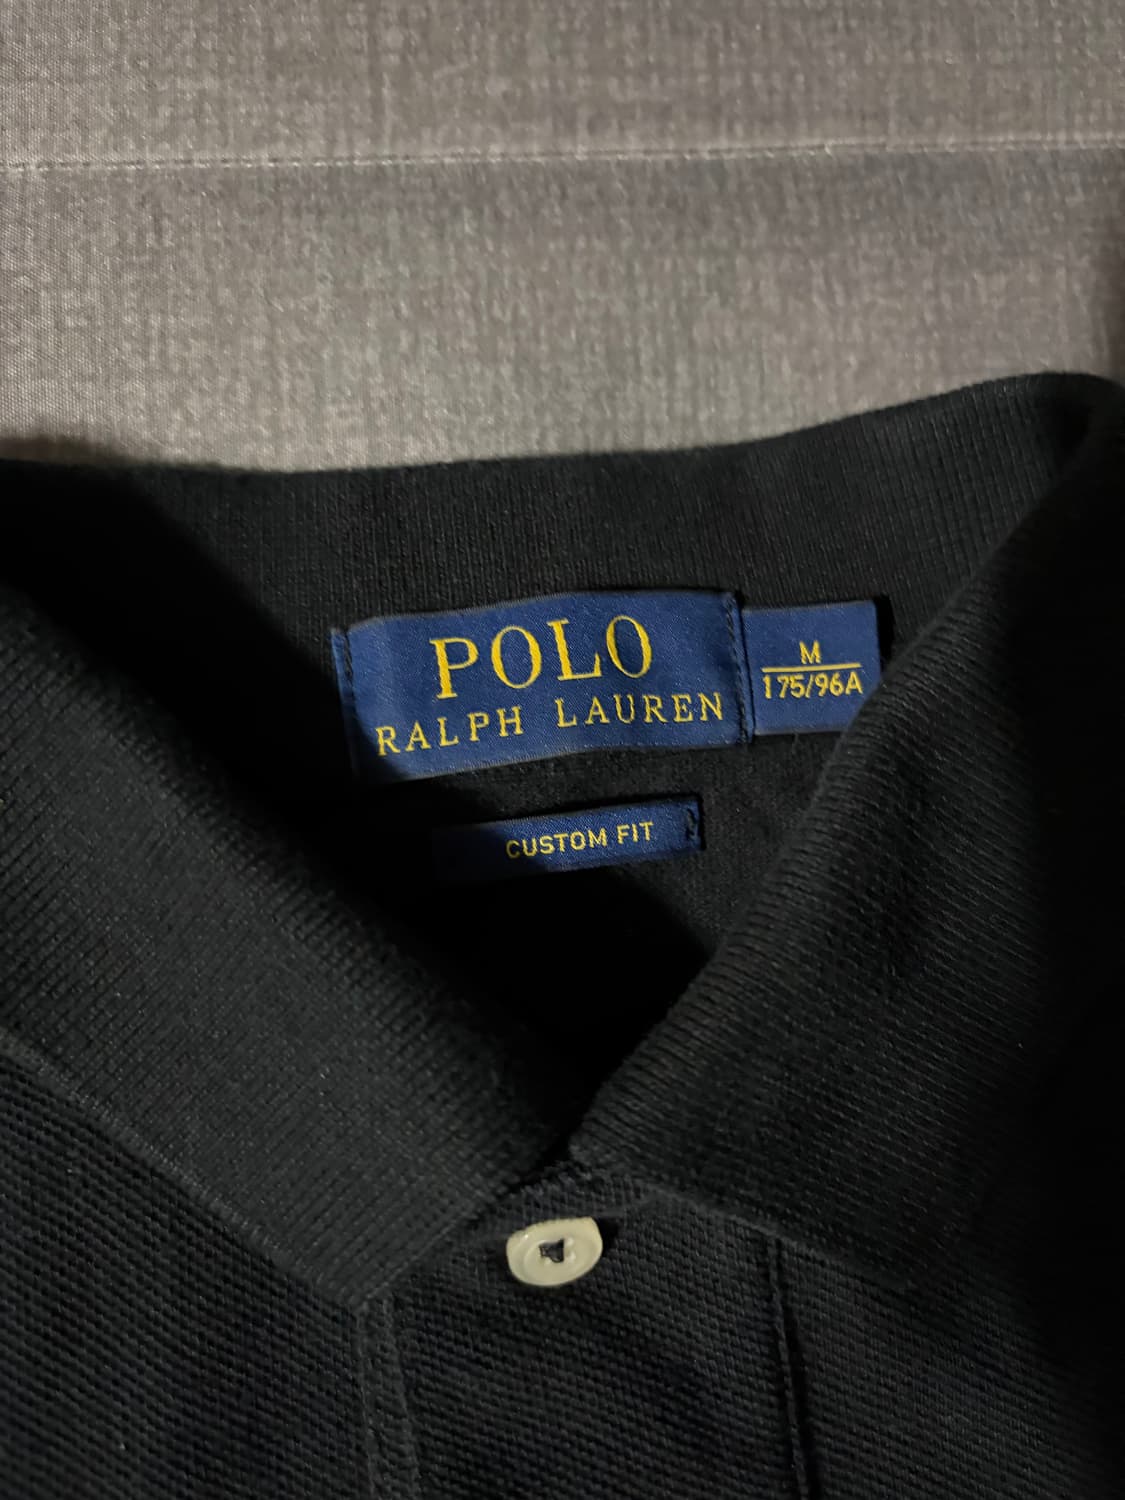 POLO
RALPH LAUREN
M
175/96A
CUSTOM FIT